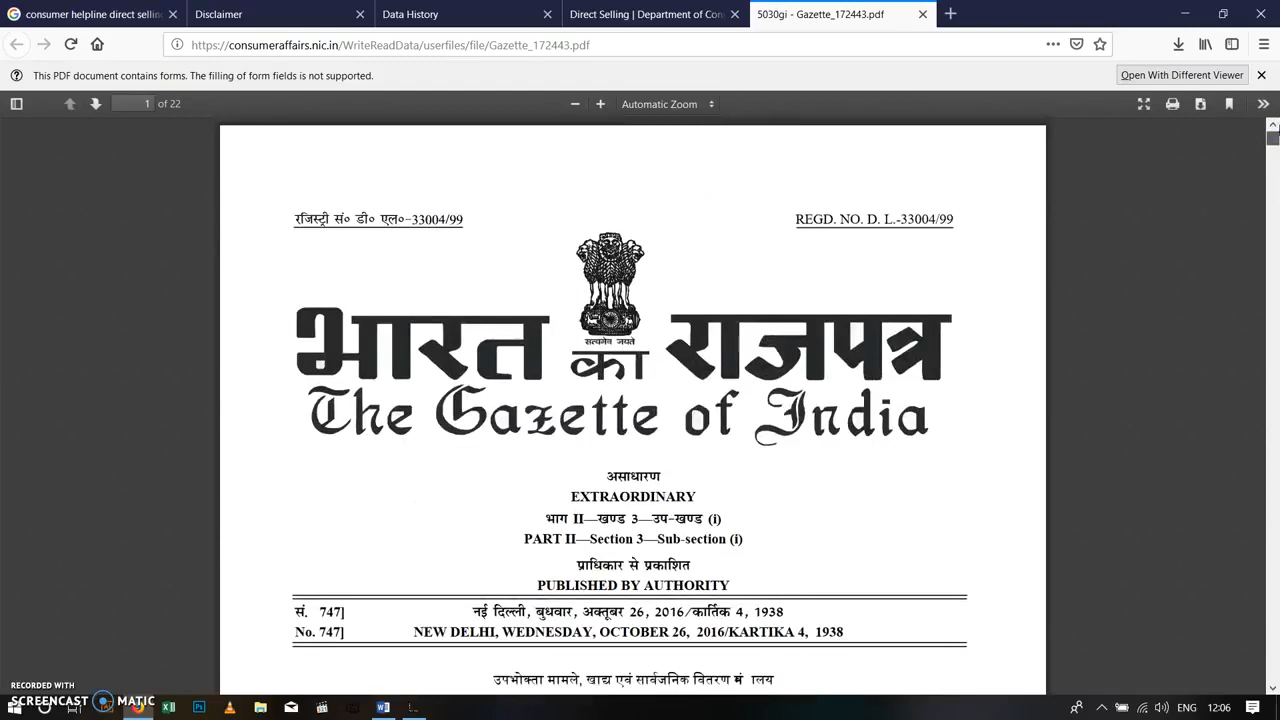 consumer helpline direct selling
Disclaimer
Data History
Direct Selling | Department of Con
5030gi - Gazette_172443.pdf
https://consumeraffairs.nic.in/WriteReadData/userfiles/file/Gazette_172443.pdf
This PDF document contains forms. The filling of form fields is not supported.
Open With Different Viewer
1 of 22
Automatic Zoom
रजिस्ट्री सं० डी० एल०-33004/99
REGD. NO. D. L.-33004/99
सत्यमेव जयते
भारत का राजपत्र
The Gazette of India
असाधारण
EXTRAORDINARY
भाग II—खण्ड 3—उप-खण्ड (i)
PART II—Section 3—Sub-section (i)
प्राधिकार से प्रकाशित
PUBLISHED BY AUTHORITY
सं. 747]
नई दिल्ली, बुधवार, अक्तूबर 26, 2016/कार्तिक 4, 1938
No. 747]
NEW DELHI, WEDNESDAY, OCTOBER 26, 2016/KARTIKA 4, 1938
उपभोक्ता मामले, खाद्य एवं सार्वजनिक वितरण मंत्रालय
RECORDED WITH
SCREENCAST MATIC
ENG
12:06